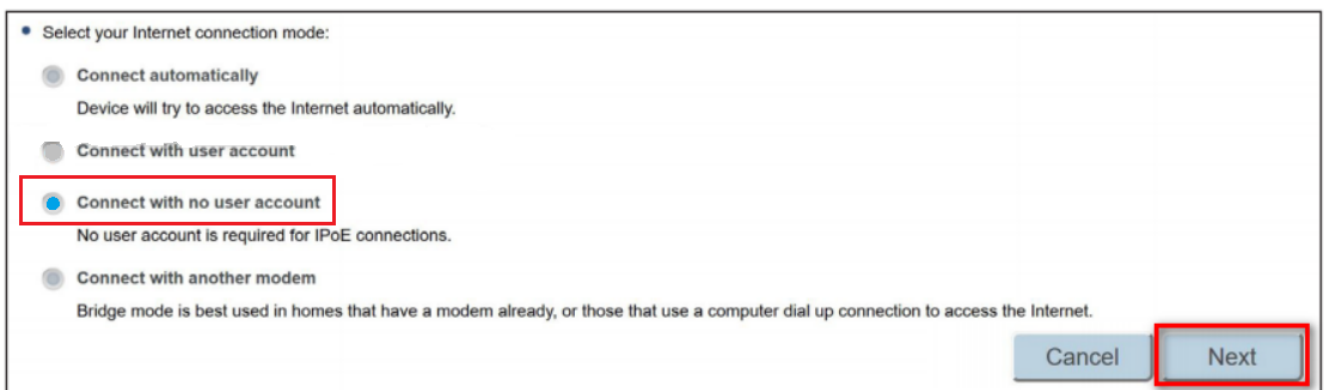 Select your Internet connection mode:
Connect automatically
Device will try to access the Internet automatically.
Connect with user account
Connect with no user account
No user account is required for IPoE connections.
Connect with another modem
Bridge mode is best used in homes that have a modem already, or those that use a computer dial up connection to access the Internet.
Cancel Next